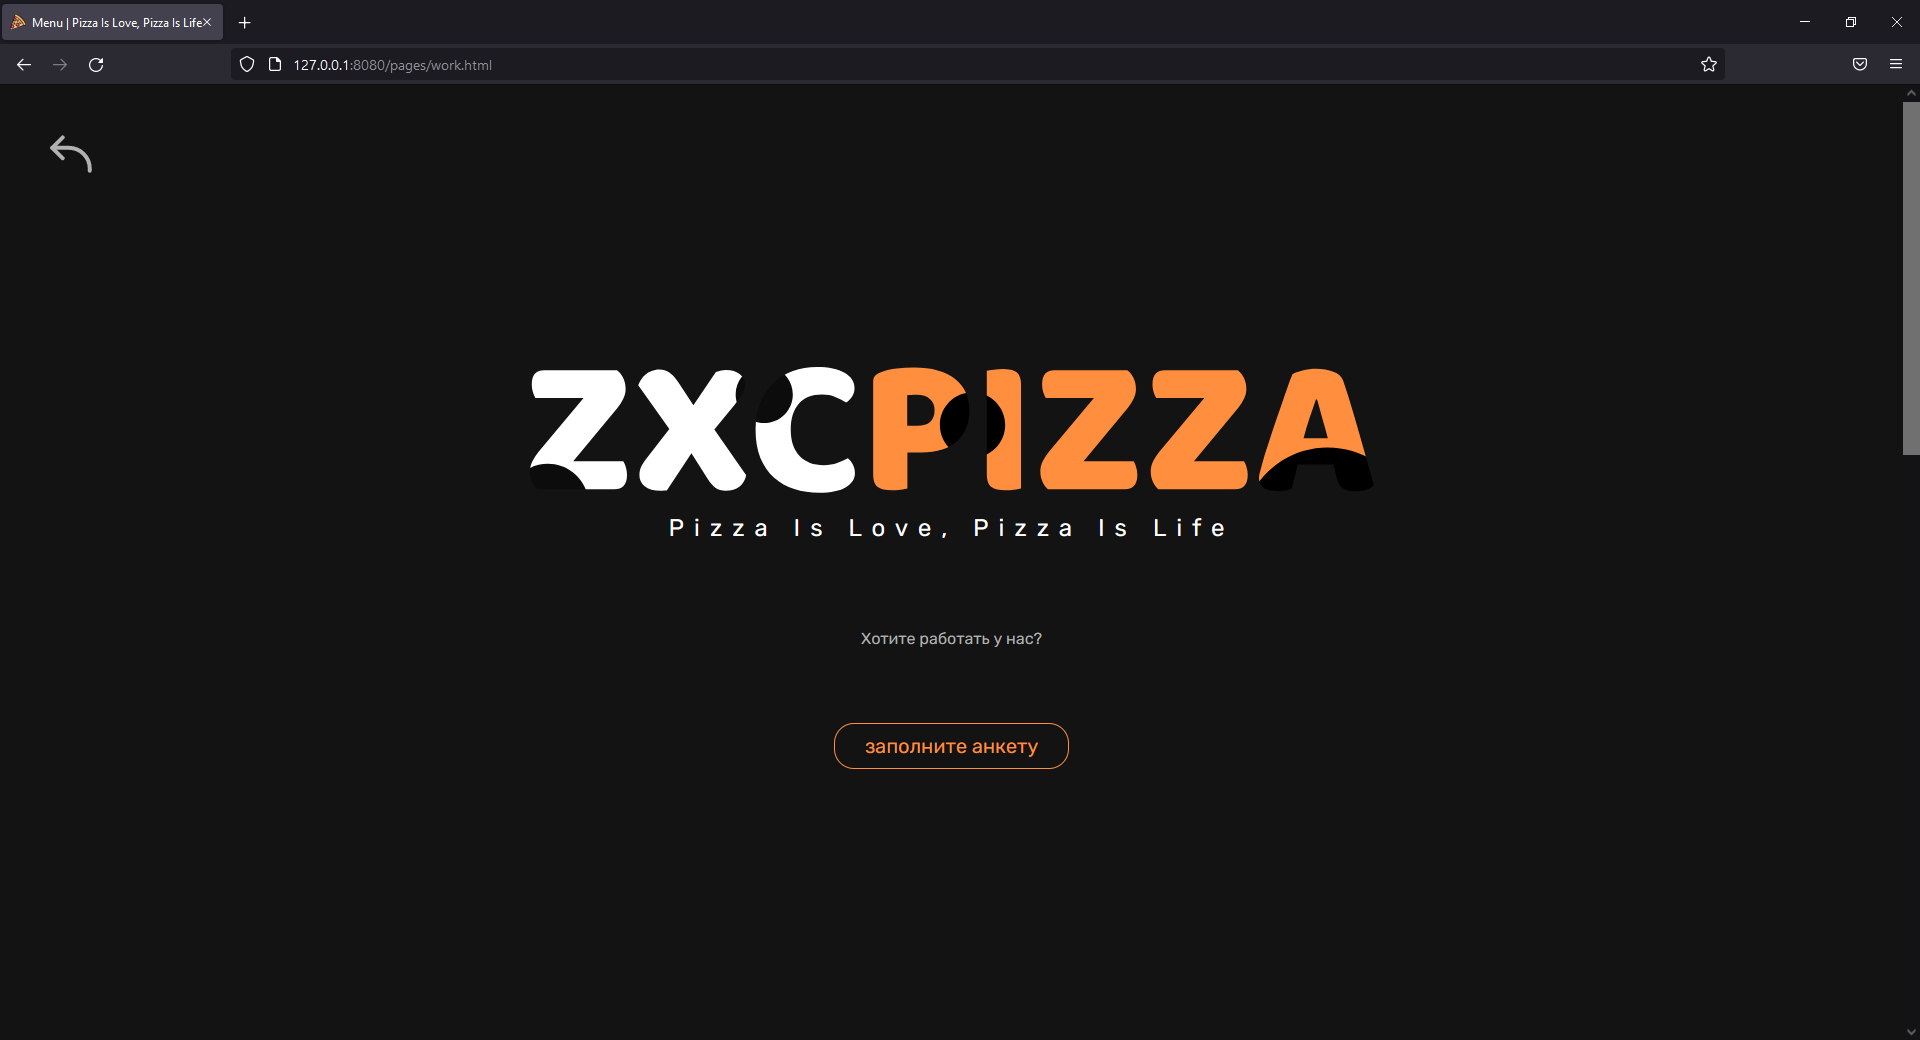 Menu | Pizza Is Love, Pizza Is Life
127.0.0.1:8080/pages/work.html
ZXCPIZZA
Pizza Is Love, Pizza Is Life
Хотите работать у нас?
заполните анкету